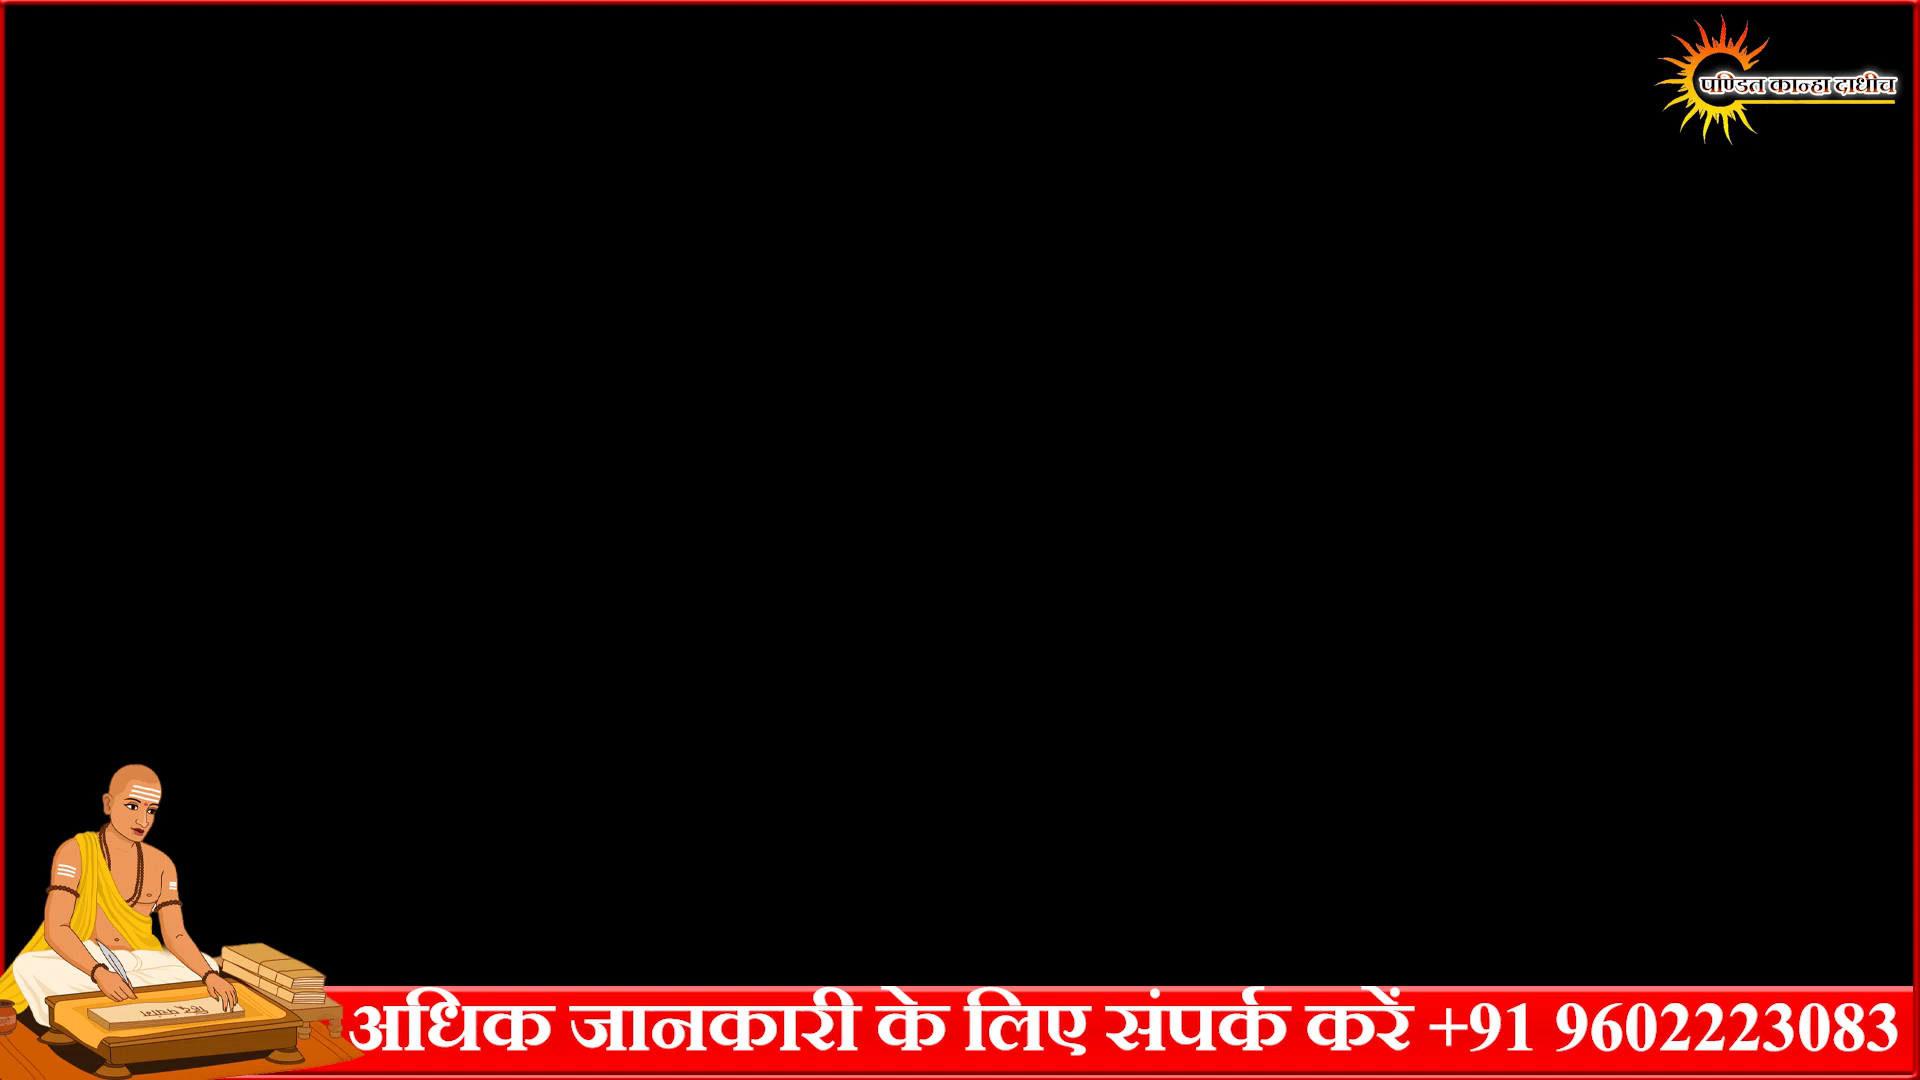 पण्डित कान्हा दाधीच
अधिक जानकारी के लिए संपर्क करें +91 9602223083